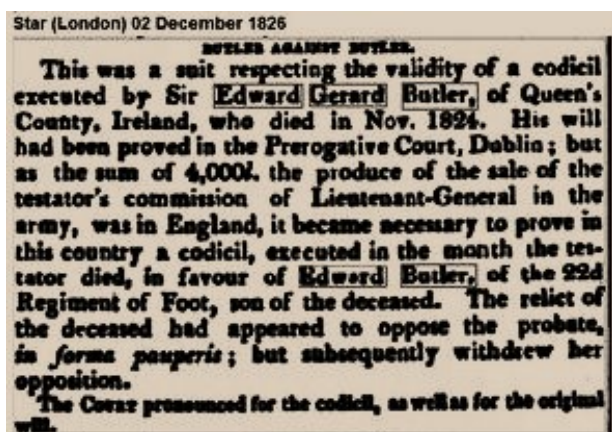 Star (London) 02 December 1826
BUTLER AGAINST BUTLER.
This was a suit respecting the validity of a codicil
executed by Sir Edward Gerard Butler, of Queen's
County, Ireland, who died in Nov. 1824. His will
had been proved in the Prerogative Court, Dublin; but
as the sum of 4,000l. the produce of the sale of the
testator's commission of Lieutenant-General in the
army, was in England, it became necessary to prove in
this country a codicil, executed in the month the tes-
tator died, in favour of Edward Butler, of the 22d
Regiment of Foot, son of the deceased. The relict of
the deceased had appeared to oppose the probate,
in forma pauperis; but subsequently withdrew her
opposition.
The COURT pronounced for the codicil, as well as for the original
will.